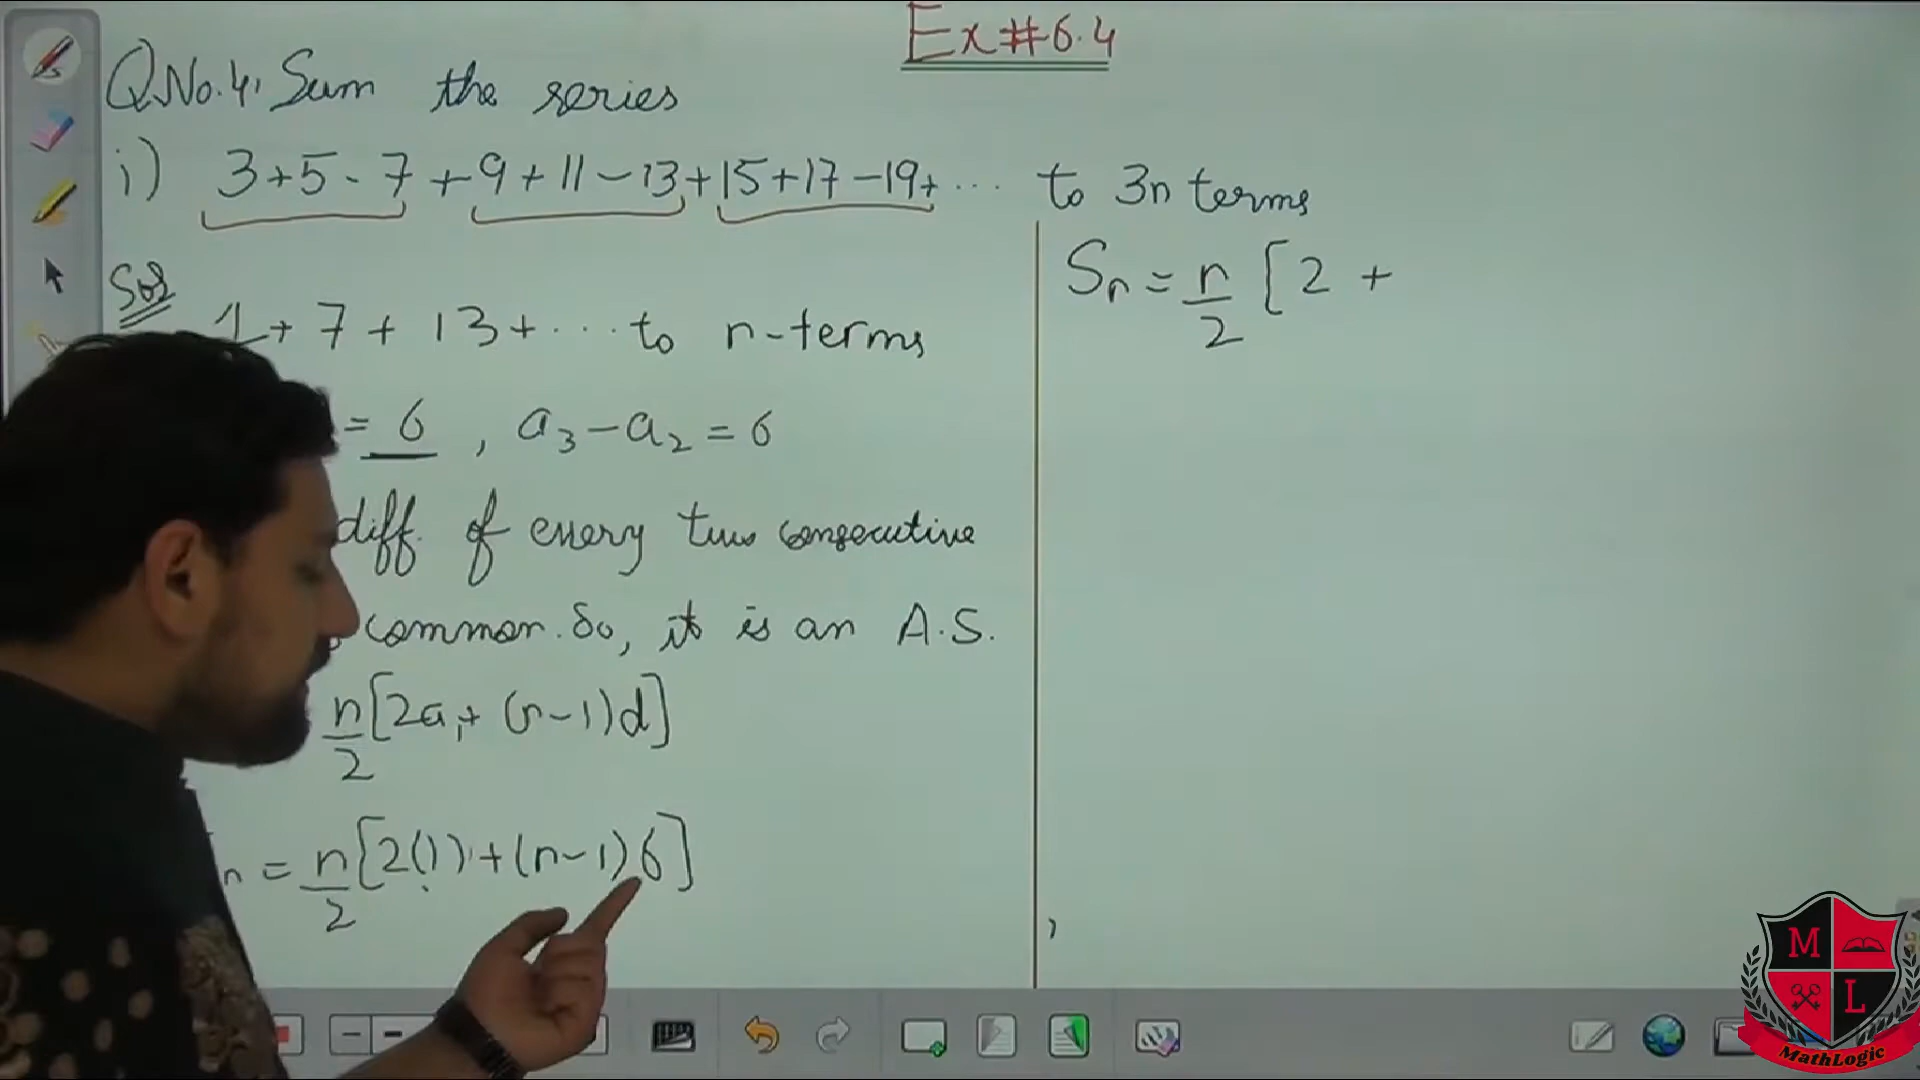 Ex#6.4
QNo.4, Sum the series
i) 3+5-7+9+11-13+15+17-19+... to 3n terms
Sol
1+7+13+... to n-terms
= 6 , a₃-a₂=6
diff. of every two consecutive
common. So, it is an A.S.
n/2[2a₁+(n-1)d]
n = n/2[2(1)+(n-1)6]
Sₙ = n/2 [2 +
M L
MathLogic